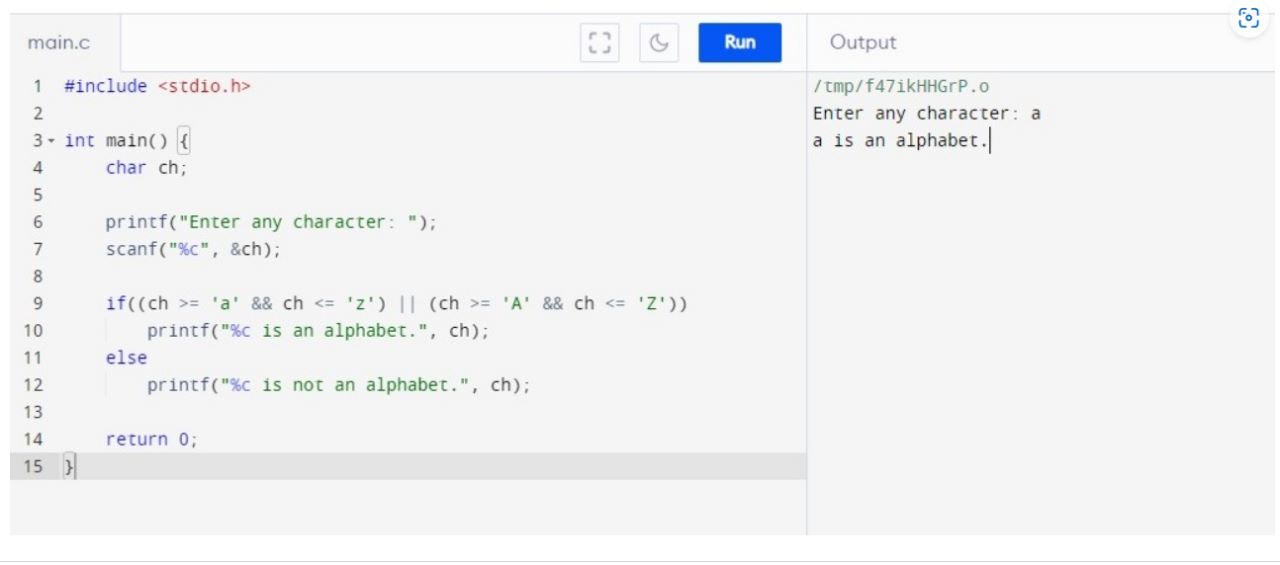 main.c
Run
Output
1 #include <stdio.h>
2
3 int main() {
4     char ch;
5
6     printf("Enter any character: ");
7     scanf("%c", &ch);
8
9     if((ch >= 'a' && ch <= 'z') || (ch >= 'A' && ch <= 'Z'))
10         printf("%c is an alphabet.", ch);
11     else
12         printf("%c is not an alphabet.", ch);
13
14     return 0;
15 }
/tmp/f47ikHHGrP.o
Enter any character: a
a is an alphabet.